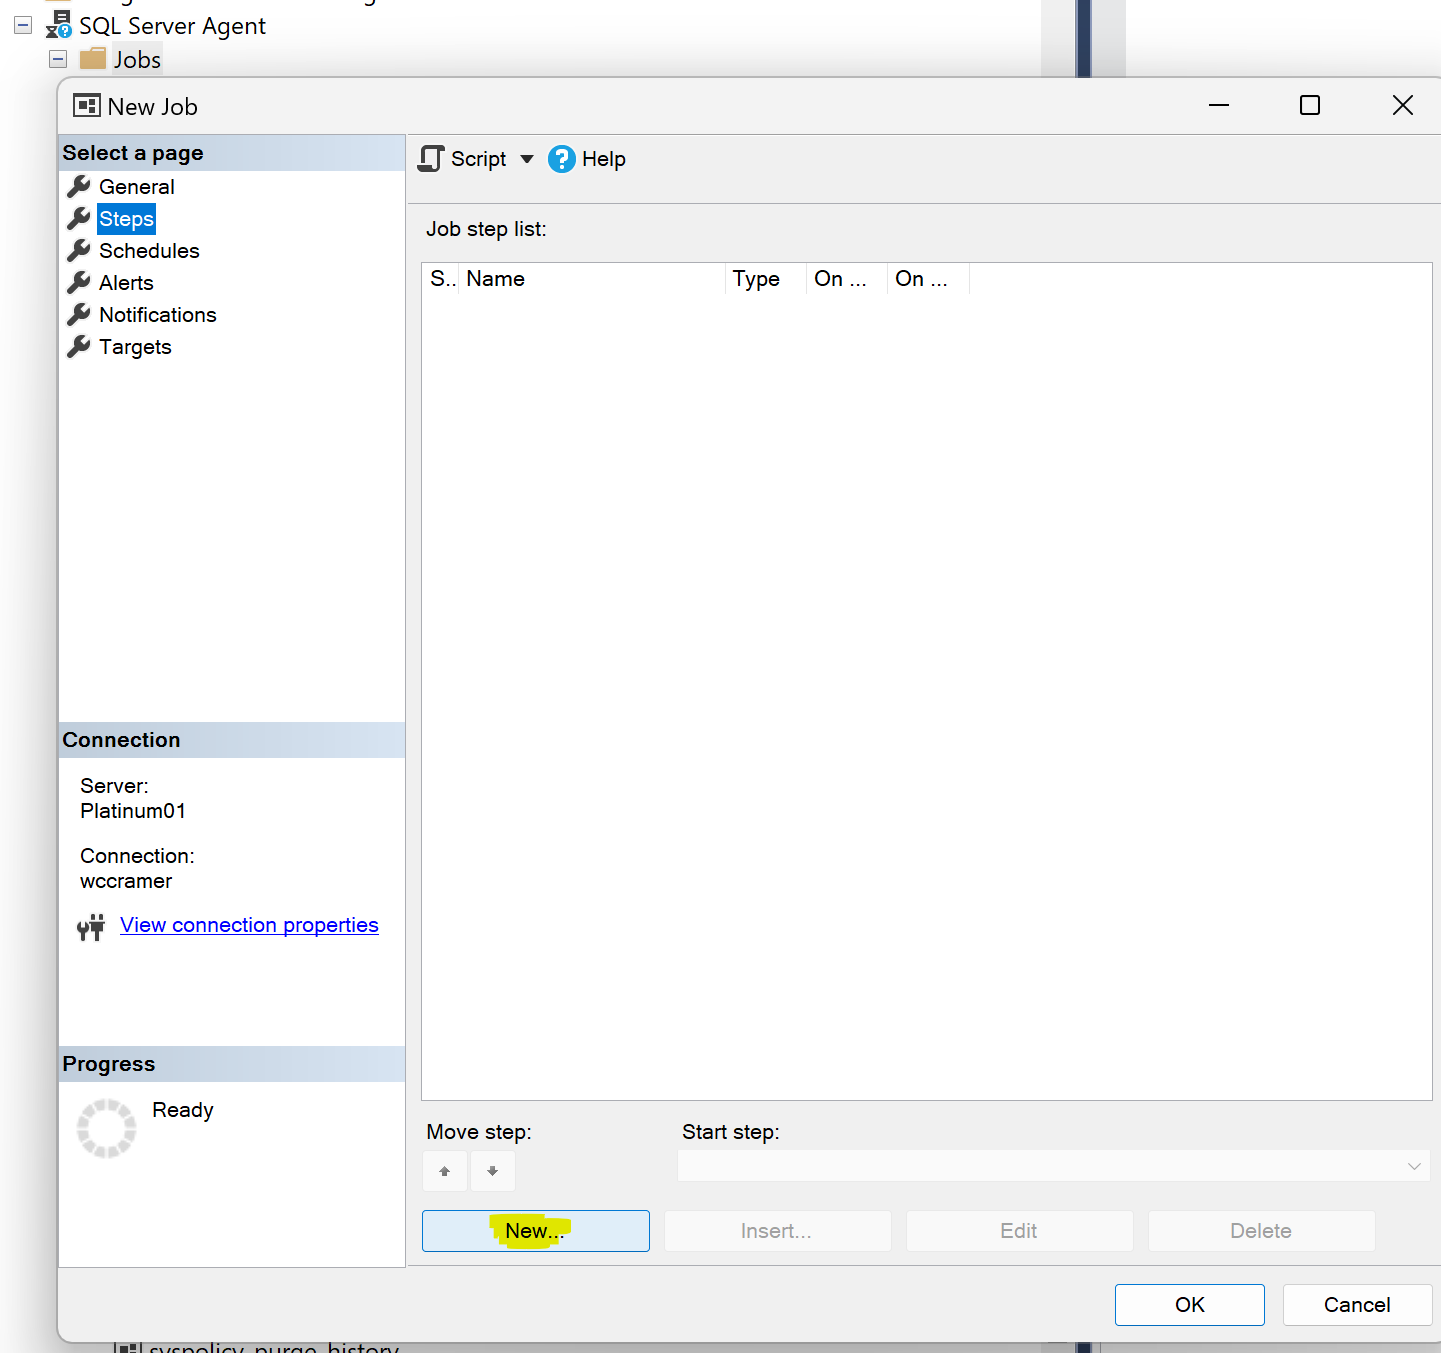 SQL Server Agent
Jobs
New Job
Select a page
General
Steps
Schedules
Alerts
Notifications
Targets
Script
Help
Job step list:
S.. Name Type On ... On ...
Connection
Server:
Platinum01
Connection:
wccramer
View connection properties
Progress
Ready
Move step:
Start step:
New...
Insert...
Edit
Delete
OK
Cancel
syspolicy_purge_history